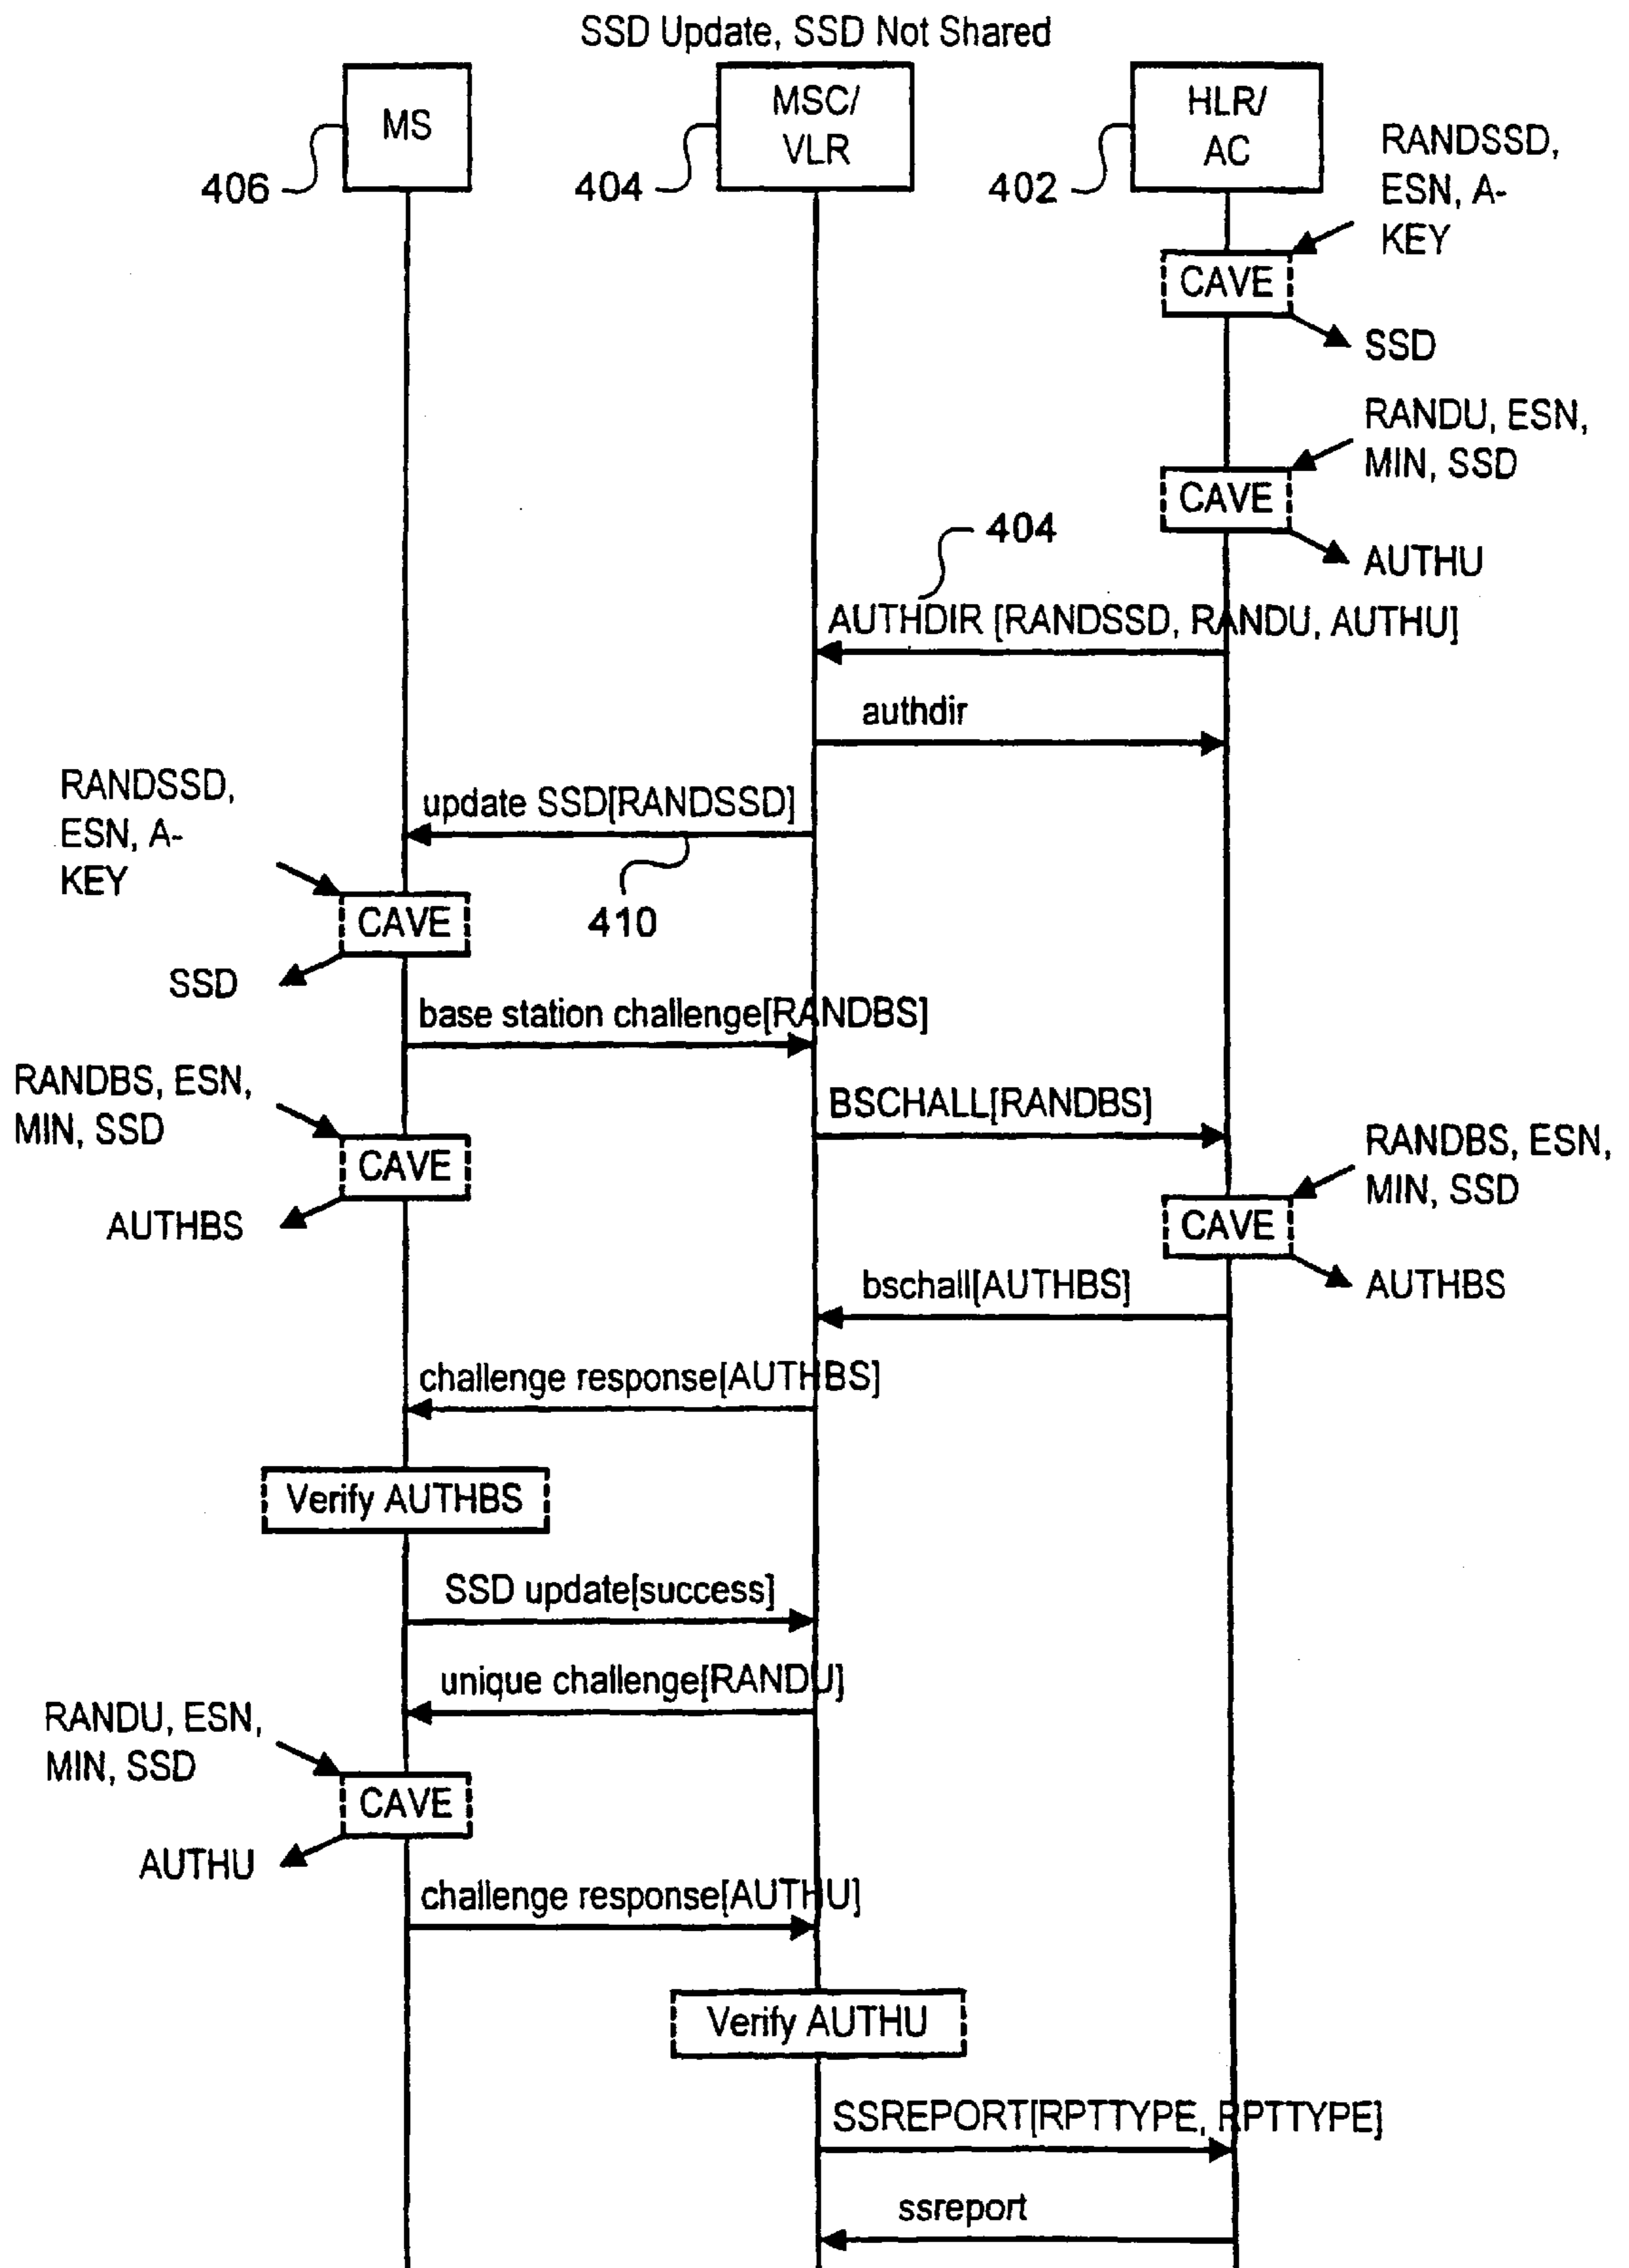 SSD Update, SSD Not Shared
MS
MSC/
VLR
HLR/
AC
406
404
402
RANDSSD,
ESN, A-
KEY
CAVE
SSD
RANDU, ESN,
MIN, SSD
CAVE
404
AUTHU
AUTHDIR [RANDSSD, RANDU, AUTHU]
authdir
RANDSSD,
ESN, A-
KEY
update SSD[RANDSSD]
CAVE
410
SSD
base station challenge[RANDBS]
RANDBS, ESN,
MIN, SSD
BSCHALL[RANDBS]
CAVE
RANDBS, ESN,
MIN, SSD
AUTHBS
CAVE
bschall[AUTHBS]
AUTHBS
challenge response[AUTHBS]
Verify AUTHBS
SSD update[success]
unique challenge[RANDU]
RANDU, ESN,
MIN, SSD
CAVE
AUTHU
challenge response[AUTHU]
Verify AUTHU
SSREPORT[RPTTYPE, RPTTYPE]
ssreport